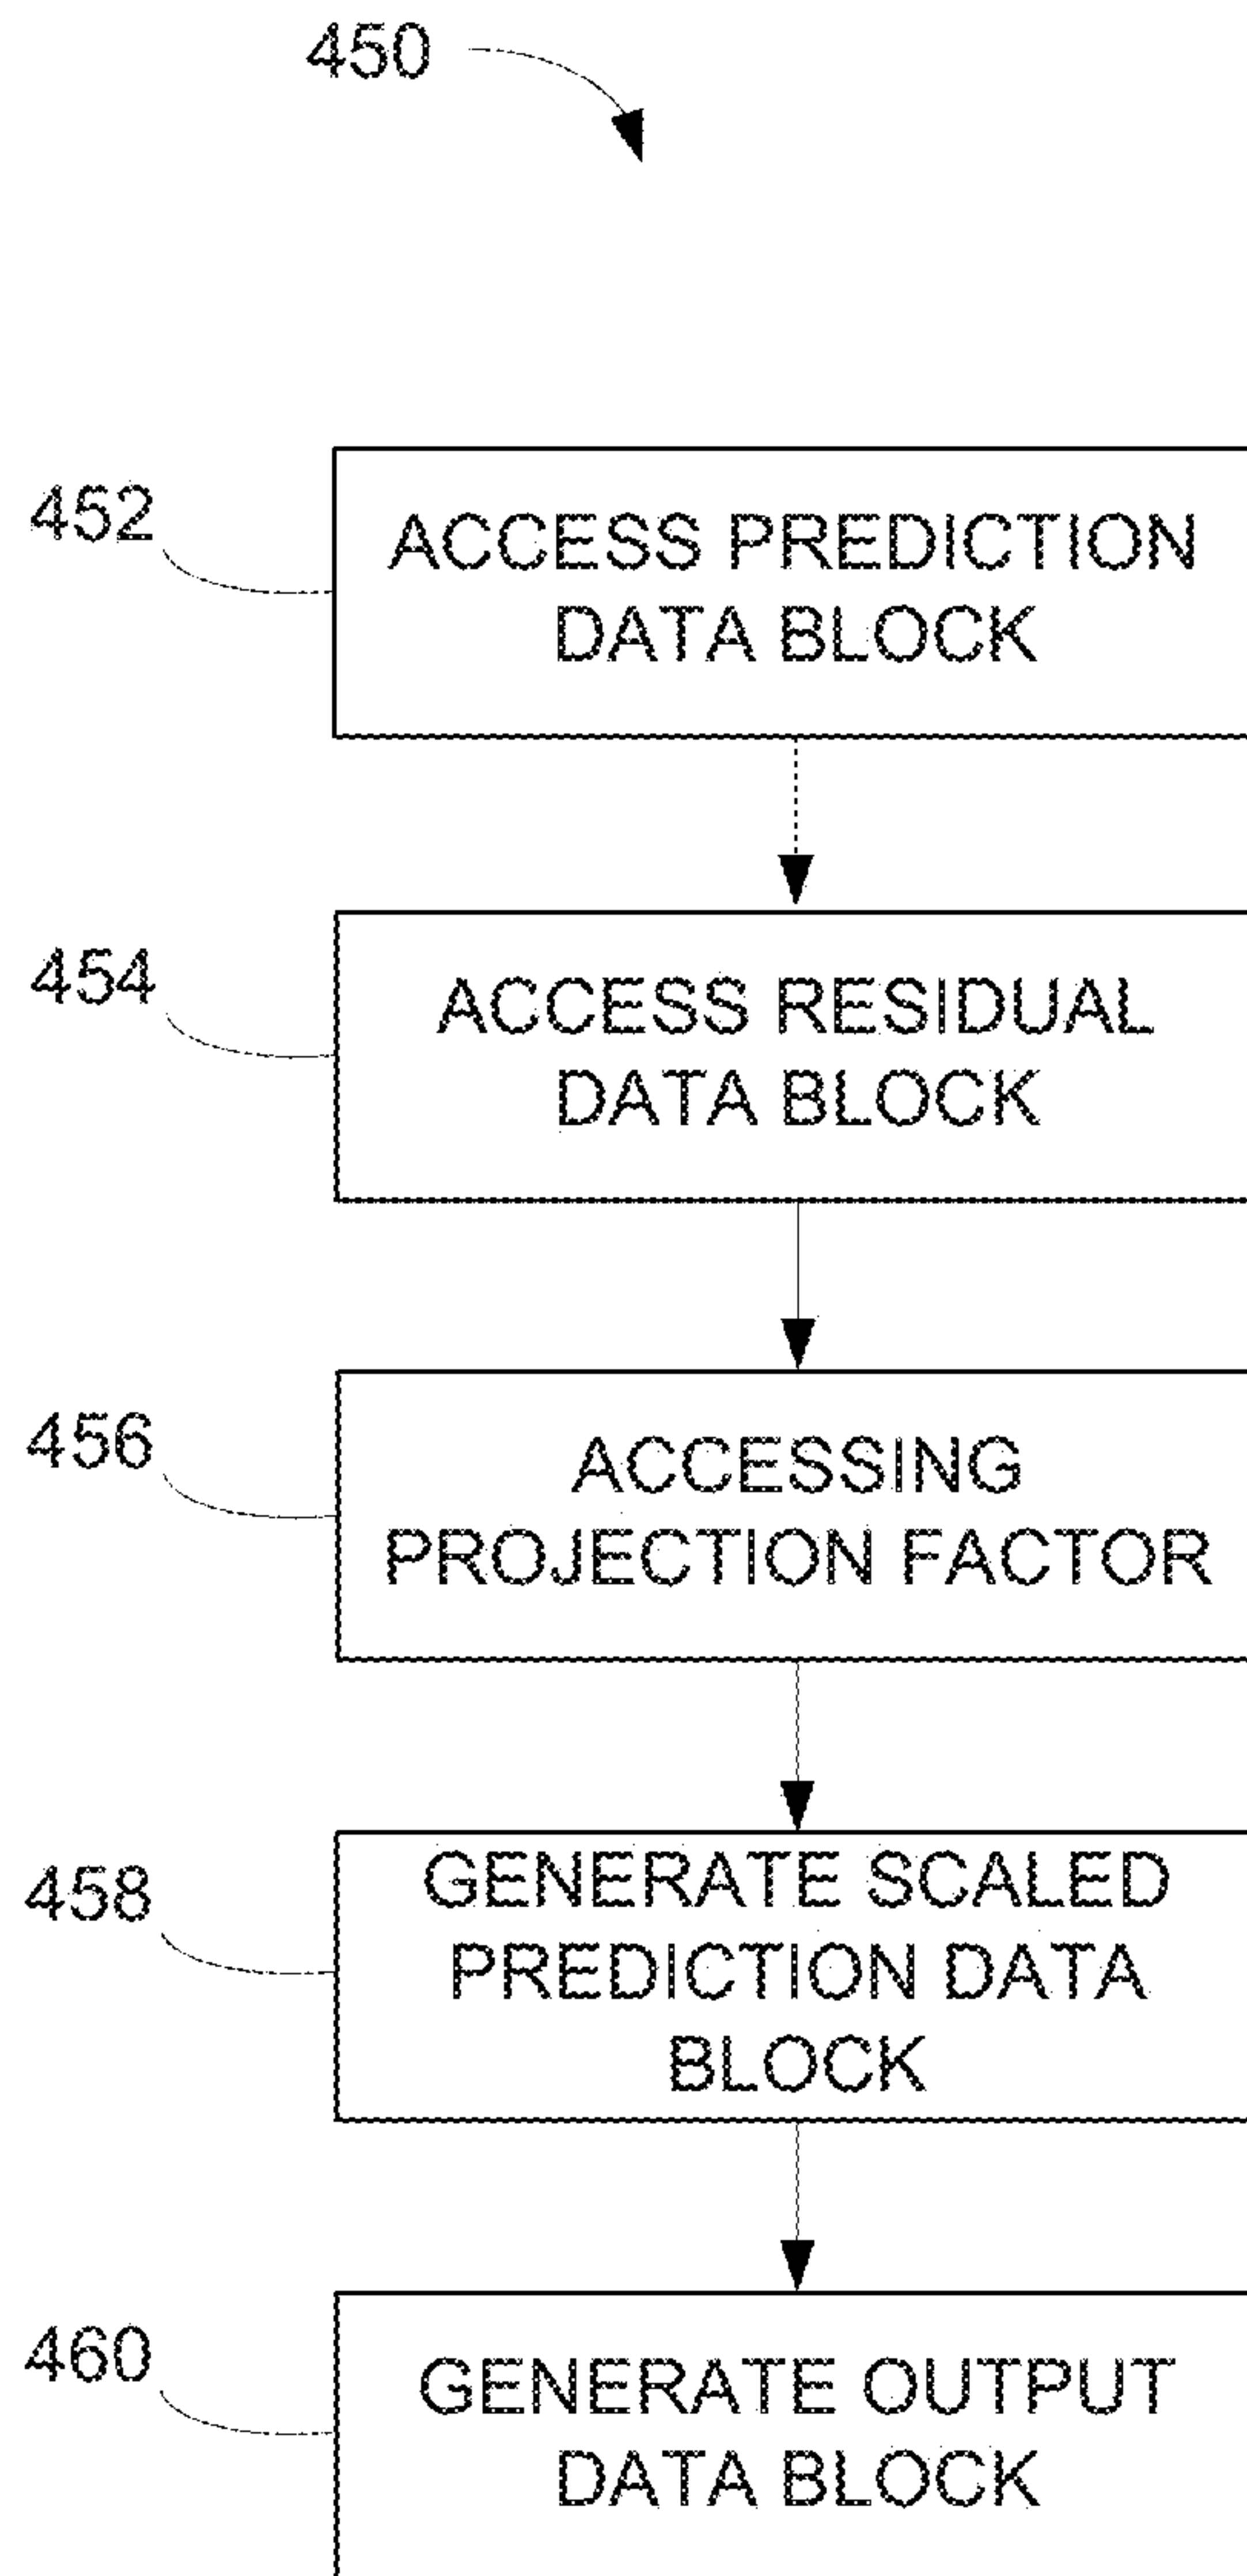 450
452
ACCESS PREDICTION
DATA BLOCK
454
ACCESS RESIDUAL
DATA BLOCK
456
ACCESSING
PROJECTION FACTOR
458
GENERATE SCALED
PREDICTION DATA
BLOCK
460
GENERATE OUTPUT
DATA BLOCK